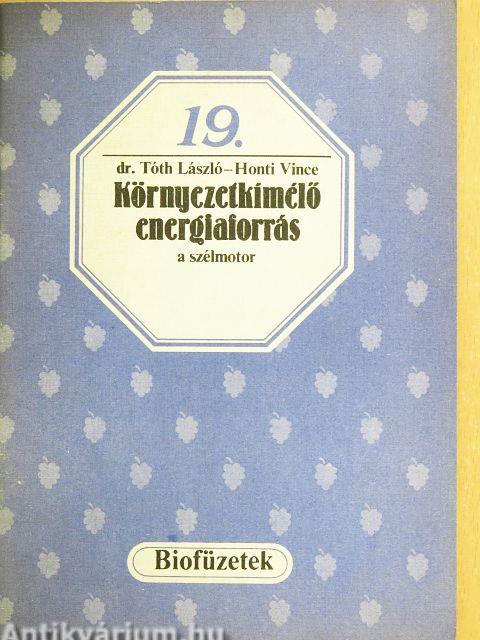 19.
dr. Tóth László–Honti Vince
Környezetkímélő
energiaforrás
a szélmotor
Biofüzetek
Antikvárium.hu